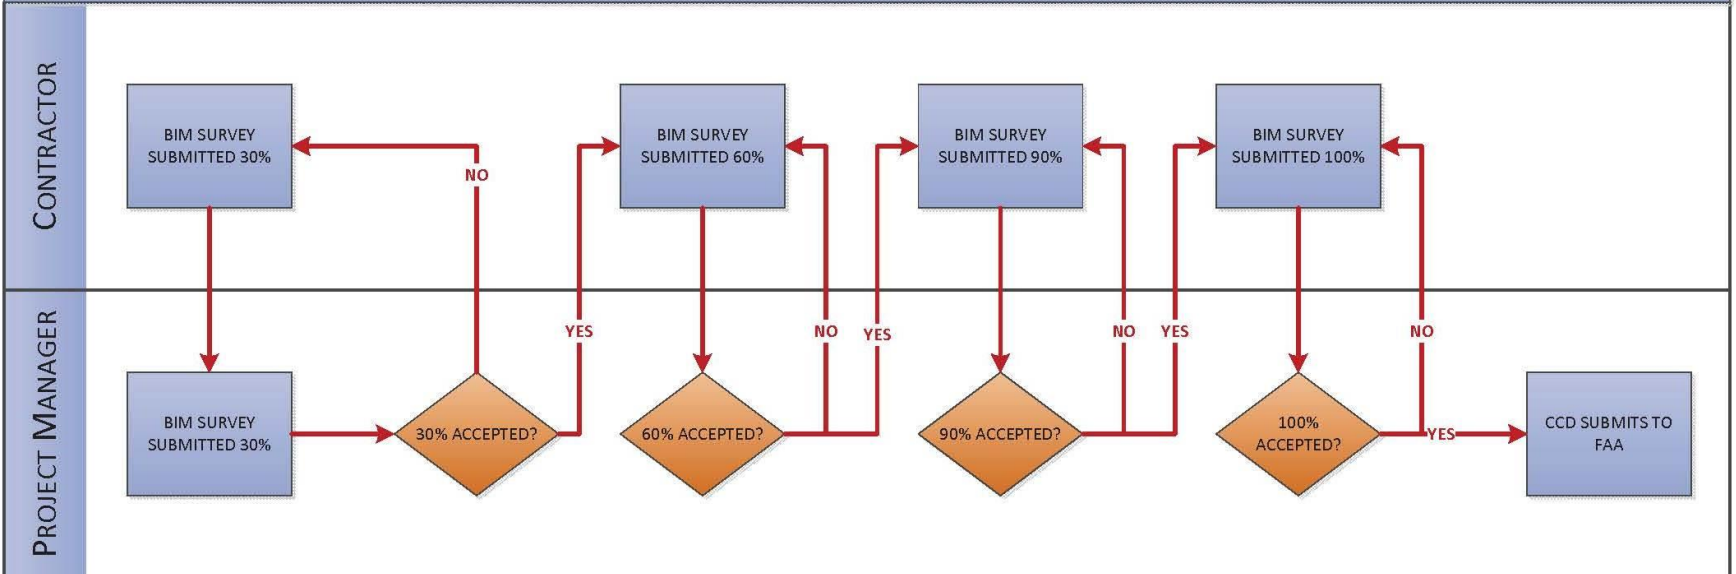 CONTRACTOR
BIM SURVEY
SUBMITTED 30%
NO
BIM SURVEY
SUBMITTED 60%
BIM SURVEY
SUBMITTED 90%
BIM SURVEY
SUBMITTED 100%
PROJECT MANAGER
BIM SURVEY
SUBMITTED 30%
30% ACCEPTED?
YES
60% ACCEPTED?
NO
YES
90% ACCEPTED?
NO
YES
100%
ACCEPTED?
NO
YES
CCD SUBMITS TO
FAA